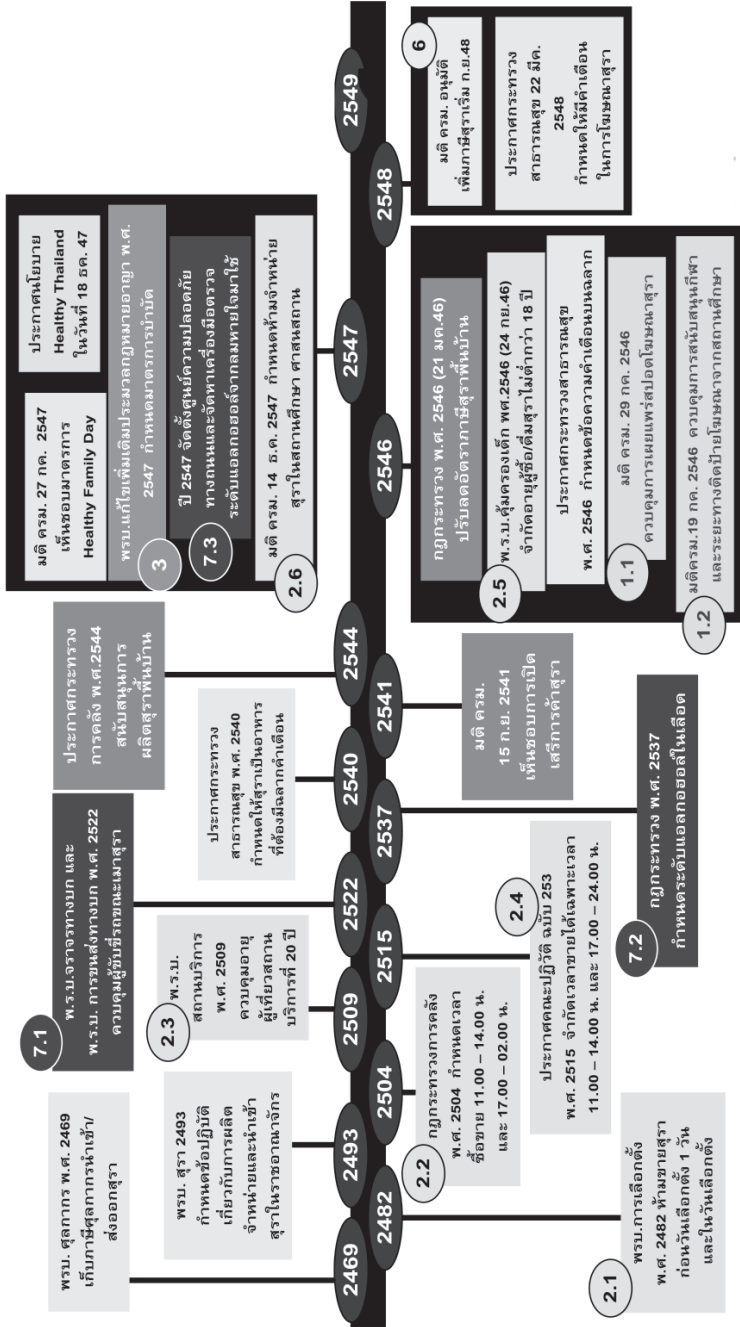 พรบ. ศุลกากร พ.ศ. 2469
เก็บภาษีศุลกากรนำเข้า/
ส่งออกสุรา
พรบ. สุรา 2493
กำหนดข้อปฏิบัติ
เกี่ยวกับการผลิต
จำหน่ายและนำเข้า
สุราในราชอาณาจักร
7.1
พ.ร.บ.จราจรทางบก และ
พ.ร.บ. การขนส่งทางบก พ.ศ. 2522
ควบคุมผู้ขับขี่รถขณะเมาสุรา
2.3
พ.ร.บ.
สถานบริการ
พ.ศ. 2509
ควบคุมอายุ
ผู้เที่ยวสถาน
บริการที่ 20 ปี
ประกาศกระทรวง
สาธารณสุข พ.ศ. 2540
กำหนดให้สุราเป็นอาหาร
ที่ต้องมีฉลากคำเตือน
ประกาศกระทรวง
การคลัง พ.ศ.2544
สนับสนุนการ
ผลิตสุราพื้นบ้าน
มติ ครม. 27 กค. 2547
เห็นชอบมาตรการ
Healthy Family Day
ประกาศนโยบาย
Healthy Thailand
ในวันที่ 18 ธค. 47
พรบ.แก้ไขเพิ่มเติมประมวลกฎหมายอาญา พ.ศ.
2547 กำหนดมาตรการบำบัด
3
ปี 2547 จัดตั้งศูนย์ความปลอดภัย
ทางถนนและจัดหาเครื่องมือตรวจ
ระดับแอลกอฮอล์จากลมหายใจมาใช้
7.3
มติ ครม. 14 ธ.ค. 2547 กำหนดห้ามจำหน่าย
สุราในสถานศึกษา ศาสนสถาน
2.6
2469
2482
2493
2504
2509
2515
2522
2537
2540
2541
2544
2546
2547
2548
2549
2.1
พรบ.การเลือกตั้ง
พ.ศ. 2482 ห้ามขายสุรา
ก่อนวันเลือกตั้ง 1 วัน
และในวันเลือกตั้ง
2.2
กฎกระทรวงการคลัง
พ.ศ. 2504 กำหนดเวลา
ซื้อขาย 11.00 – 14.00 น.
และ 17.00 – 02.00 น.
2.4
ประกาศคณะปฏิวัติ ฉบับ 253
พ.ศ. 2515 จำกัดเวลาขายได้เฉพาะเวลา
11.00 – 14.00 น. และ 17.00 – 24.00 น.
7.2
กฎกระทรวง พ.ศ. 2537
กำหนดระดับแอลกอฮอล์ในเลือด
มติ ครม.
15 ก.ย. 2541
เห็นชอบการเปิด
เสรีการค้าสุรา
กฎกระทรวง พ.ศ. 2546 (21 มค.46)
ปรับลดอัตราภาษีสุราพื้นบ้าน
2.5
พ.ร.บ.คุ้มครองเด็ก พศ.2546 (24 กย.46)
จำกัดอายุผู้ซื้อ/ดื่มสุราไม่ต่ำกว่า 18 ปี
ประกาศกระทรวงสาธารณสุข
พ.ศ. 2546 กำหนดข้อความคำเตือนบนฉลาก
1.1
มติ ครม. 29 กค. 2546
ควบคุมการเผยแพร่สปอตโฆษณาสุรา
1.2
มติครม.19 กค. 2546 ควบคุมการสนับสนุนกีฬา
และระยะทางติดป้ายโฆษณาจากสถานศึกษา
6
มติ ครม. อนุมัติ
เพิ่มภาษีสุราเริ่ม ก.ย.48
ประกาศกระทรวง
สาธารณสุข 22 มีค.
2548
กำหนดให้มีคำเตือน
ในการโฆษณาสุรา